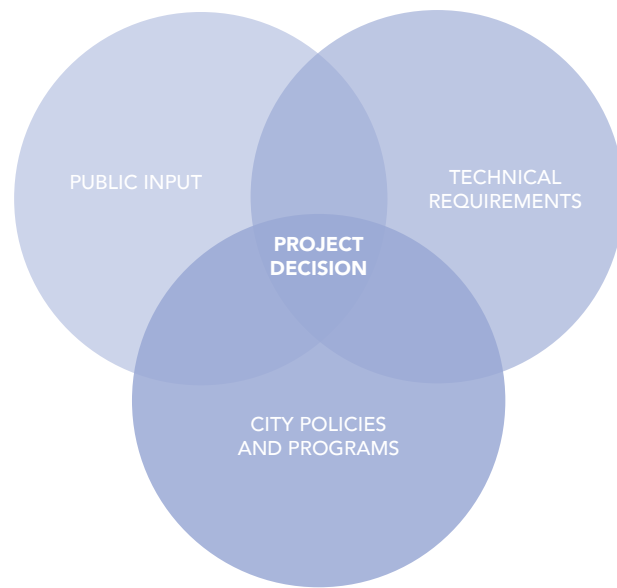 PUBLIC INPUT
TECHNICAL
REQUIREMENTS
PROJECT
DECISION
CITY POLICIES
AND PROGRAMS